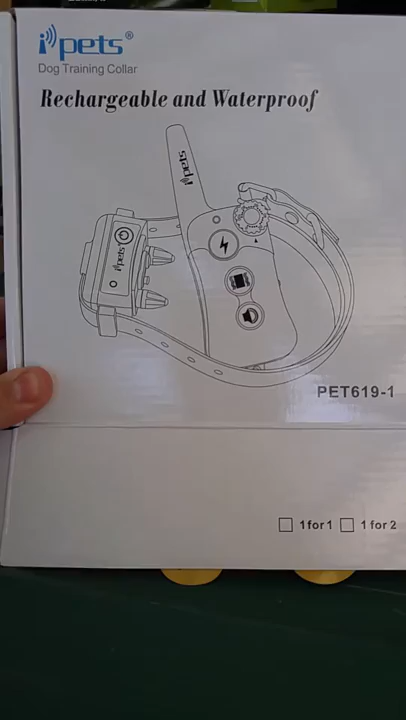 ipets®
Dog Training Collar
Rechargeable and Waterproof
ipets
ipets
PET619-1
1 for 1
1 for 2